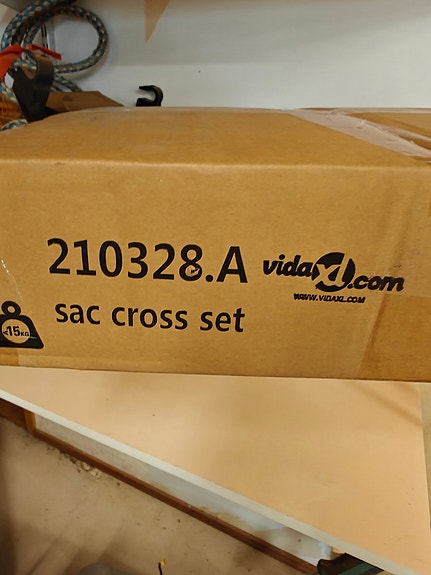 210328.A
vidaXL.com
WWW.VIDAXL.COM
sac cross set
<15KG